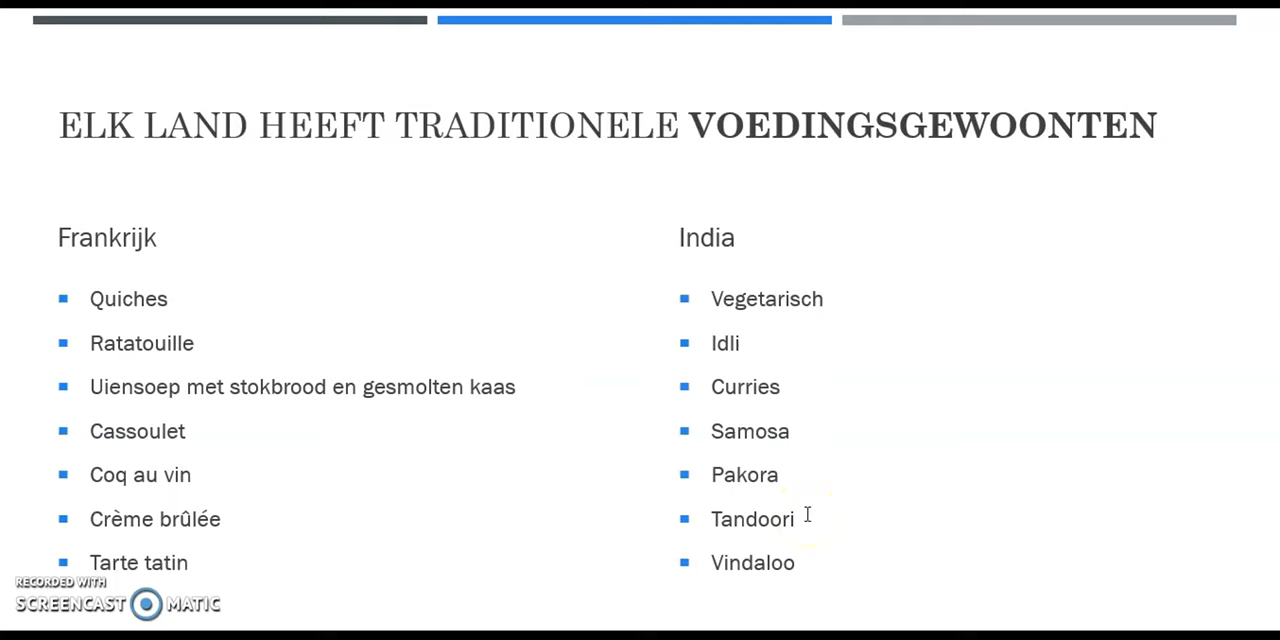 ELK LAND HEEFT TRADITIONELE VOEDINGSGEWOONTEN
Frankrijk
Quiches
Ratatouille
Uiensoep met stokbrood en gesmolten kaas
Cassoulet
Coq au vin
Crème brûlée
Tarte tatin
India
Vegetarisch
Idli
Curries
Samosa
Pakora
Tandoori
Vindaloo
RECORDED WITH
SCREENCAST MATIC